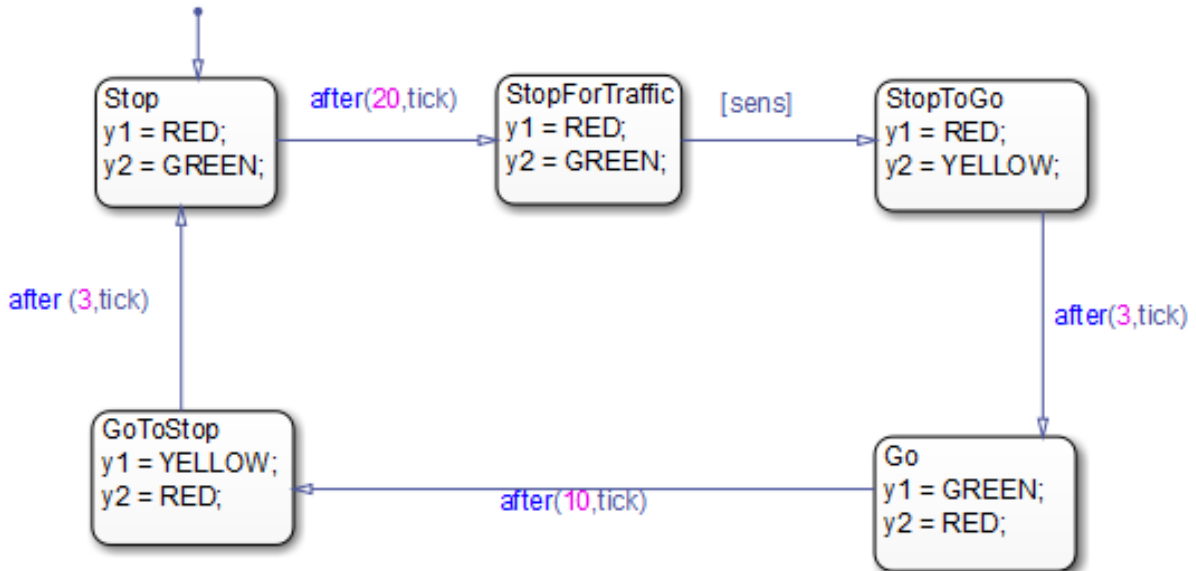 Stop
y1 = RED;
y2 = GREEN;
after(20,tick)
StopForTraffic
y1 = RED;
y2 = GREEN;
[sens]
StopToGo
y1 = RED;
y2 = YELLOW;
after (3,tick)
after(3,tick)
GoToStop
y1 = YELLOW;
y2 = RED;
after(10,tick)
Go
y1 = GREEN;
y2 = RED;